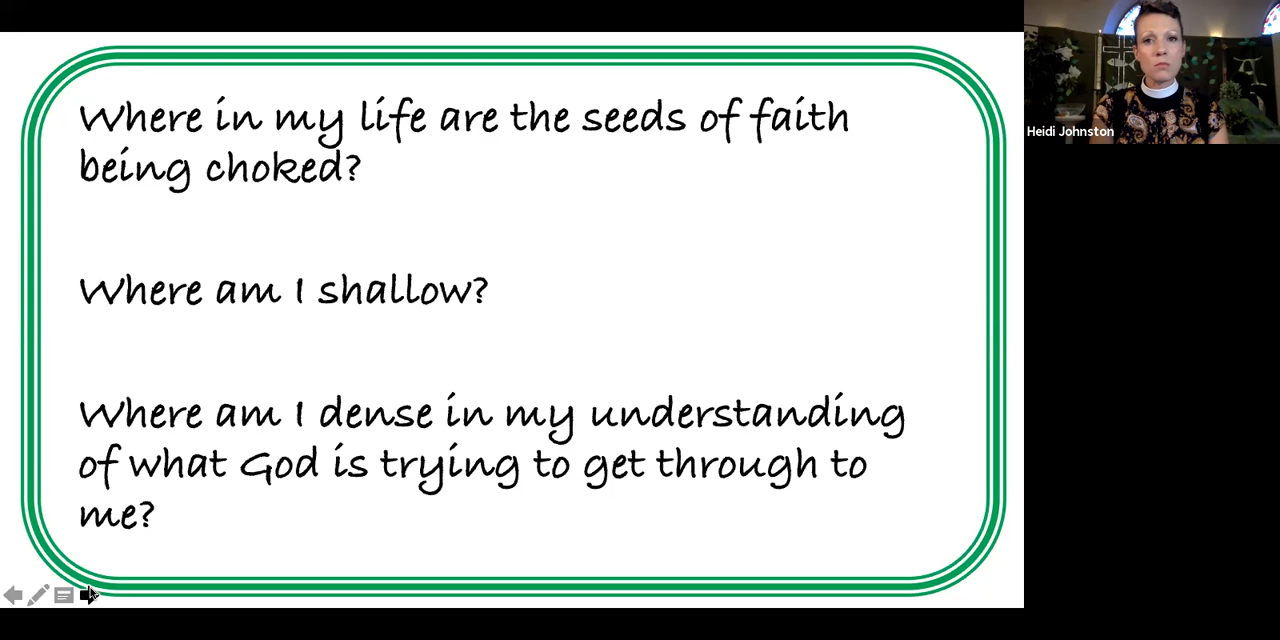 Where in my life are the seeds of faith
being choked?
Where am I shallow?
Where am I dense in my understanding
of what God is trying to get through to
me?
Heidi Johnston